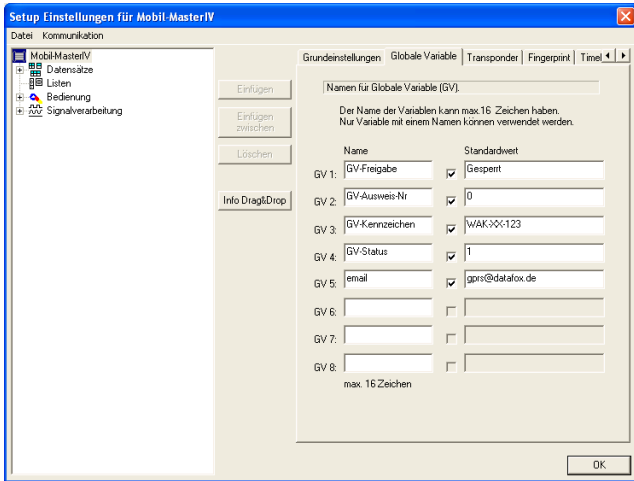 Setup Einstellungen für Mobil-MasterIV
Datei Kommunikation
Mobil-MasterIV
Datensätze
Listen
Bedienung
Signalverarbeitung
Einfügen
Einfügen
zwischen
Löschen
Info Drag&Drop
Grundeinstellungen Globale Variable Transponder Fingerprint Timel
Namen für Globale Variable (GV).
Der Name der Variablen kann max.16 Zeichen haben.
Nur Variable mit einem Namen können verwendet werden.
Name Standardwert
GV 1: GV-Freigabe Gesperrt
GV 2: GV-Ausweis-Nr 0
GV 3: GV-Kennzeichen WAK-XX-123
GV 4: GV-Status 1
GV 5: email gprs@datafox.de
GV 6:
GV 7:
GV 8:
max. 16 Zeichen
OK